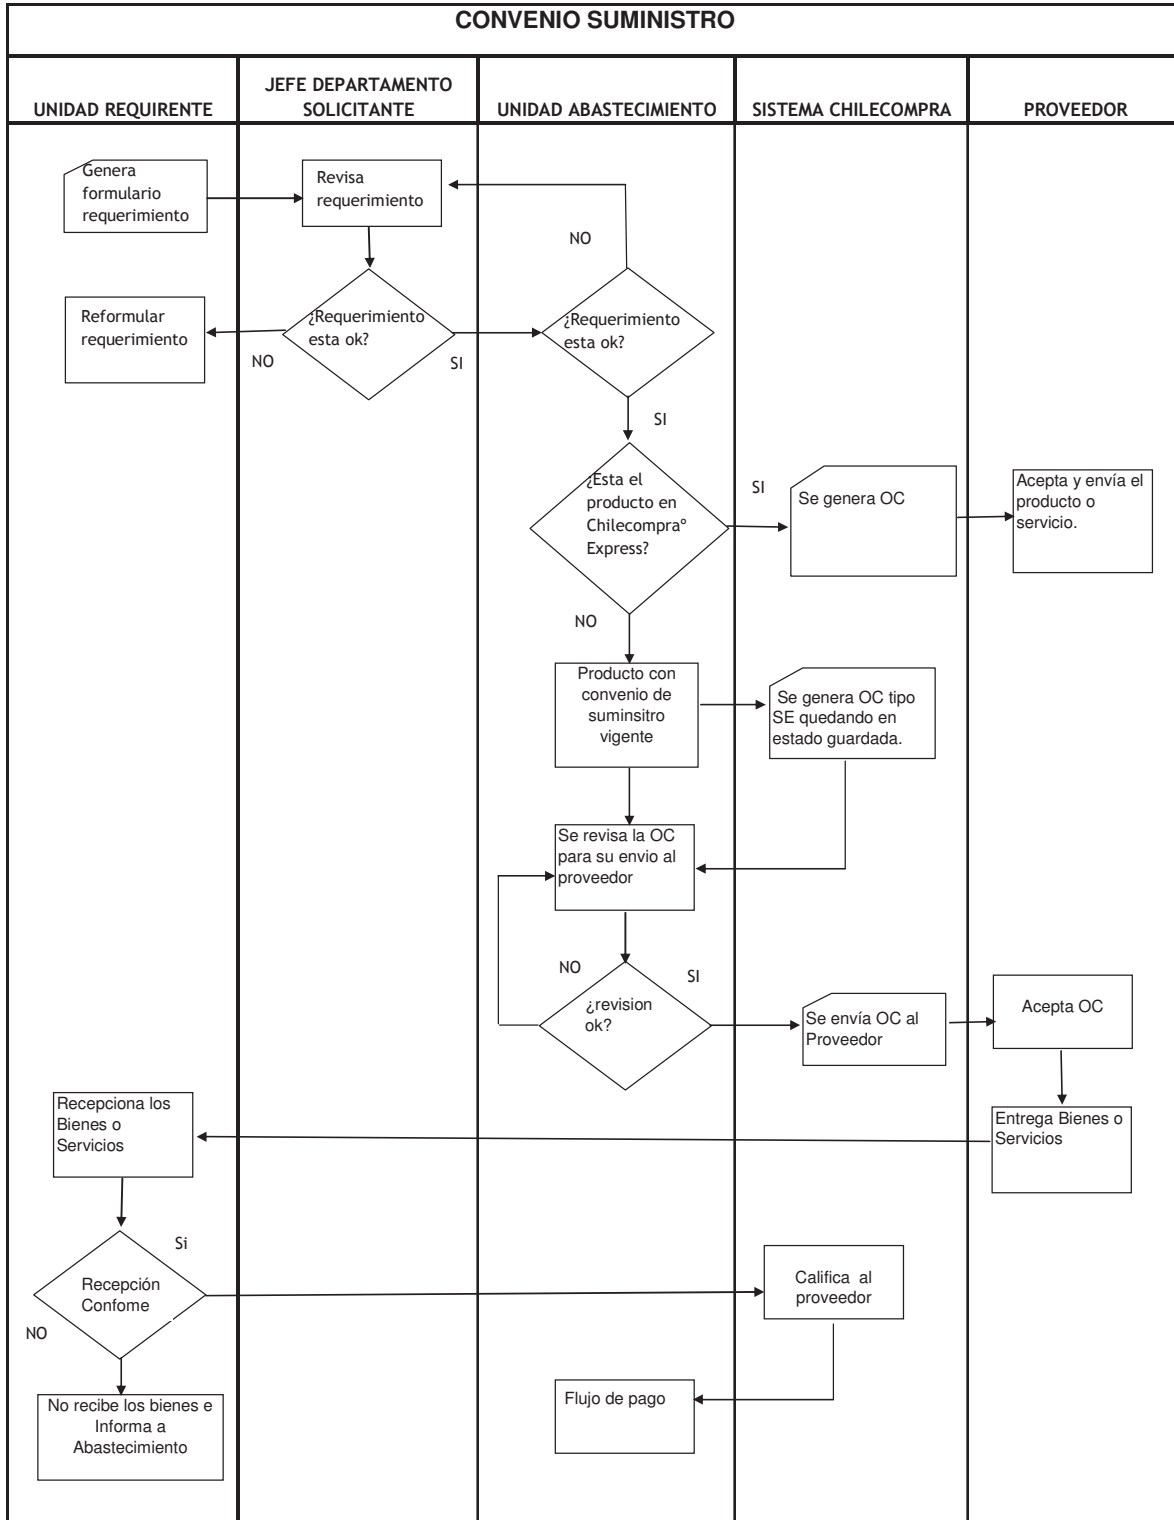 CONVENIO SUMINISTRO
UNIDAD REQUIRENTE
JEFE DEPARTAMENTO
SOLICITANTE
UNIDAD ABASTECIMIENTO
SISTEMA CHILECOMPRA
PROVEEDOR
Genera
formulario
requerimiento
Revisa
requerimiento
NO
Reformular
requerimiento
NO
¿Requerimiento
esta ok?
SI
¿Requerimiento
esta ok?
SI
¿Esta el
producto en
Chilecompraº
Express?
SI
Se genera OC
Acepta y envía el
producto o
servicio.
NO
Producto con
convenio de
suminsitro
vigente
Se genera OC tipo
SE quedando en
estado guardada.
Se revisa la OC
para su envio al
proveedor
NO
SI
¿revision
ok?
Se envía OC al
Proveedor
Acepta OC
Recepciona los
Bienes o
Servicios
Entrega Bienes o
Servicios
Si
Recepción
Confome
NO
Califica al
proveedor
No recibe los bienes e
Informa a
Abastecimiento
Flujo de pago